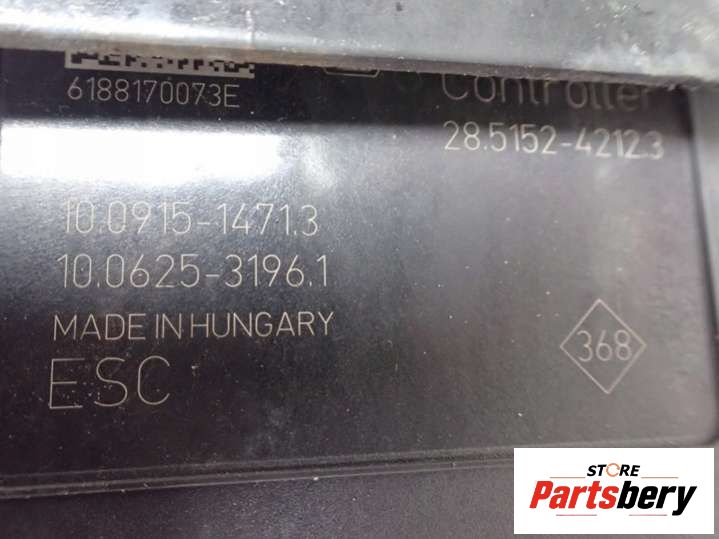 6188170073E
Controller
28.5152-4212.3
10.0915-1471.3
10.0625-3196.1
MADE IN HUNGARY
ESC
368
STORE
Partsbery